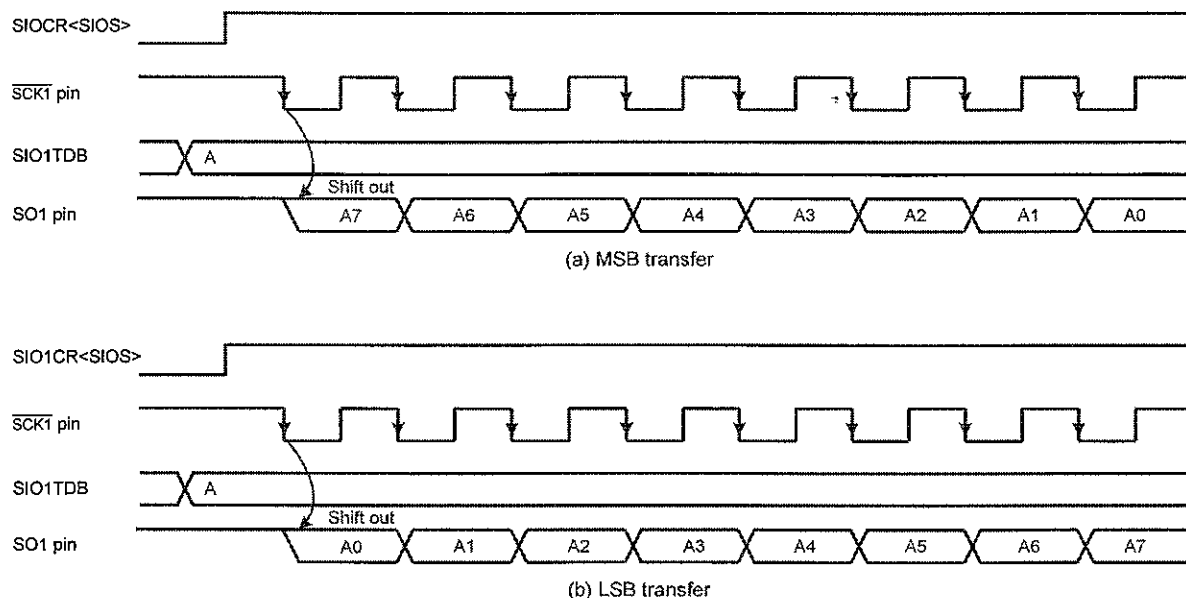 SIOCR<SIOS>
SCK1 pin
SIO1TDB
A
Shift out
SO1 pin
A7 A6 A5 A4 A3 A2 A1 A0
(a) MSB transfer
SIO1CR<SIOS>
SCK1 pin
SIO1TDB
A
Shift out
SO1 pin
A0 A1 A2 A3 A4 A5 A6 A7
(b) LSB transfer